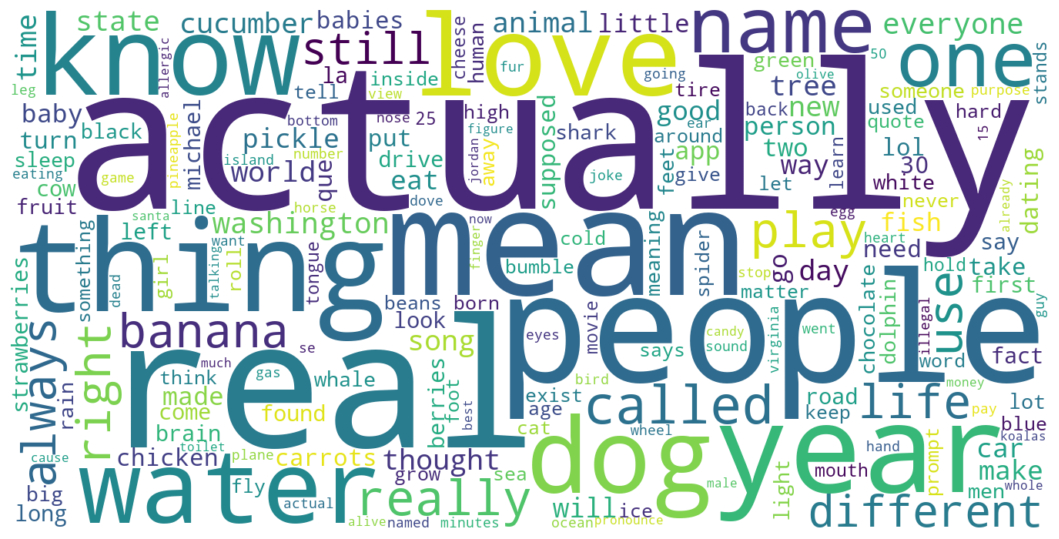 actually
real
people
mean
thing
know
love
year
dog
water
name
one
banana
right
always
really
called
life
different
play
use
still
washington
state
cucumber
babies
animal
little
everyone
time
leg
la
cheese
human
fur
going
50
green
olive
someone
purpose
stands
allergic
inside
tell
view
baby
black
turn
sleep
eating
cow
fruit
pineapple
michael
pickle
bottom
nose
25
put
high
figure
tire
tree
back
ear
new
used
hard
15
island
number
world
drive
jordan
away
supposed
shark
good
around
person
two
quote
learn
lol
game
que
eat
dove
joke
feet
app
give
way
let
30
white
never
dating
line
horse
egg
santa
left
something
want
talking
girl
roll
tongue
now
finger
cold
bumble
meaning
spider
go
day
stop
fish
heart
need
say
hold
take
first
matter
dead
strawberries
rain
much
se
beans
born
look
song
eyes
movie
candy
sound
says
virginia
went
chocolate
dolphin
illegal
word
fact
guy
money
think
gas
whale
made
come
found
brain
toilet
plane
chicken
carrots
thought
grow
berries
foot
best
bird
exist
age
cat
wheel
road
keep
pay
lot
blue
koalas
car
hand
mouth
prompt
make
men
whole
light
male
sea
will
ice
ocean
pronounce
cause
big
long
fly
actual
alive
named
minutes
already